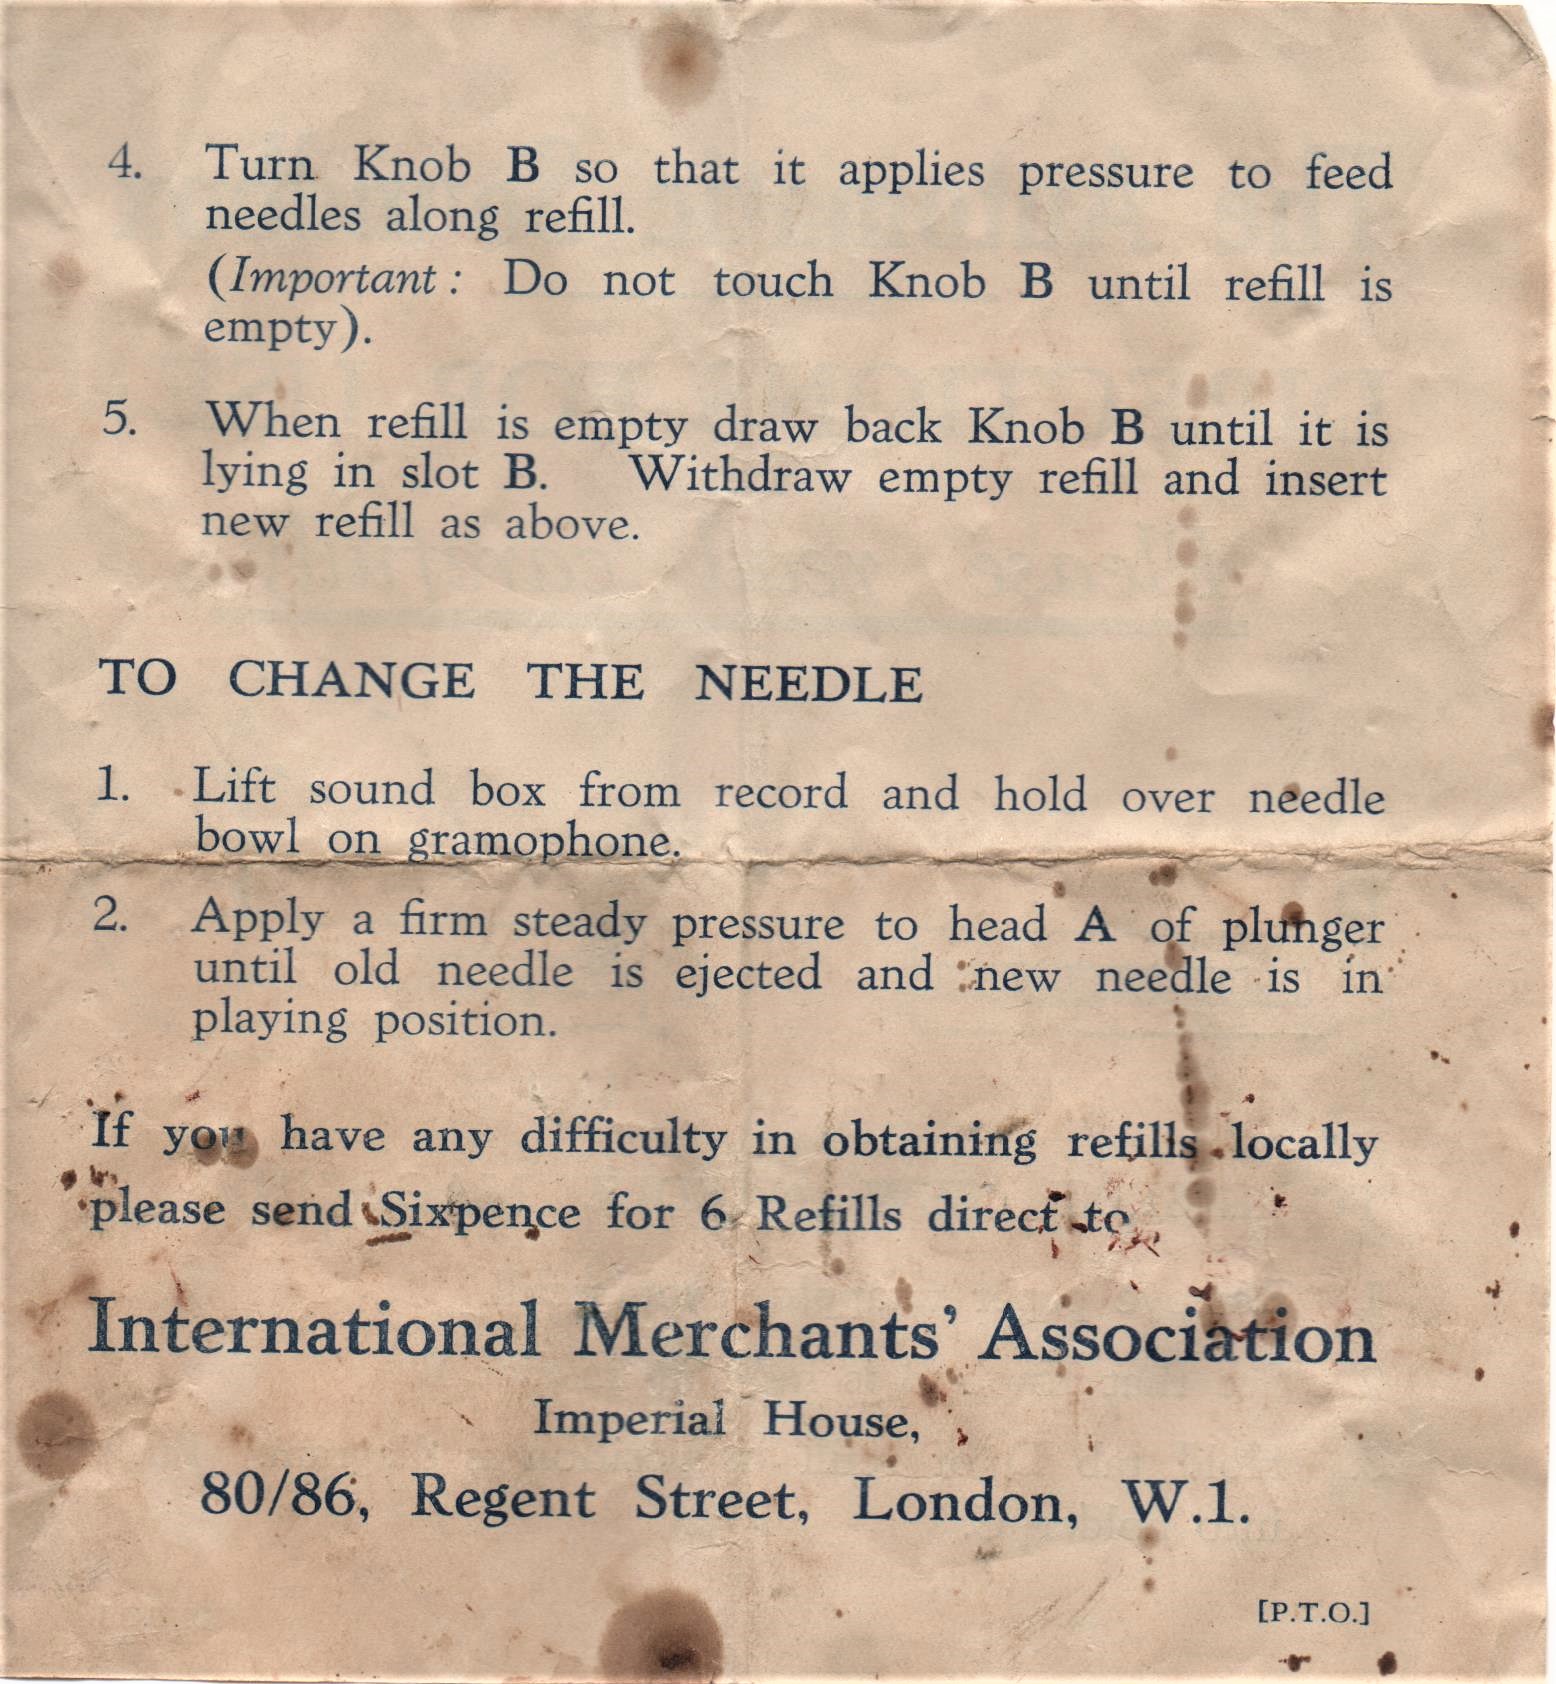 4. Turn Knob B so that it applies pressure to feed
needles along refill.
(Important : Do not touch Knob B until refill is
empty).
5. When refill is empty draw back Knob B until it is
lying in slot B. Withdraw empty refill and insert
new refill as above.
TO CHANGE THE NEEDLE
1. Lift sound box from record and hold over needle
bowl on gramophone.
2. Apply a firm steady pressure to head A of plunger
until old needle is ejected and new needle is in
playing position.
If you have any difficulty in obtaining refills locally
please send Sixpence for 6 Refills direct to
International Merchants' Association
Imperial House,
80/86, Regent Street, London, W.1.
[P.T.O.]